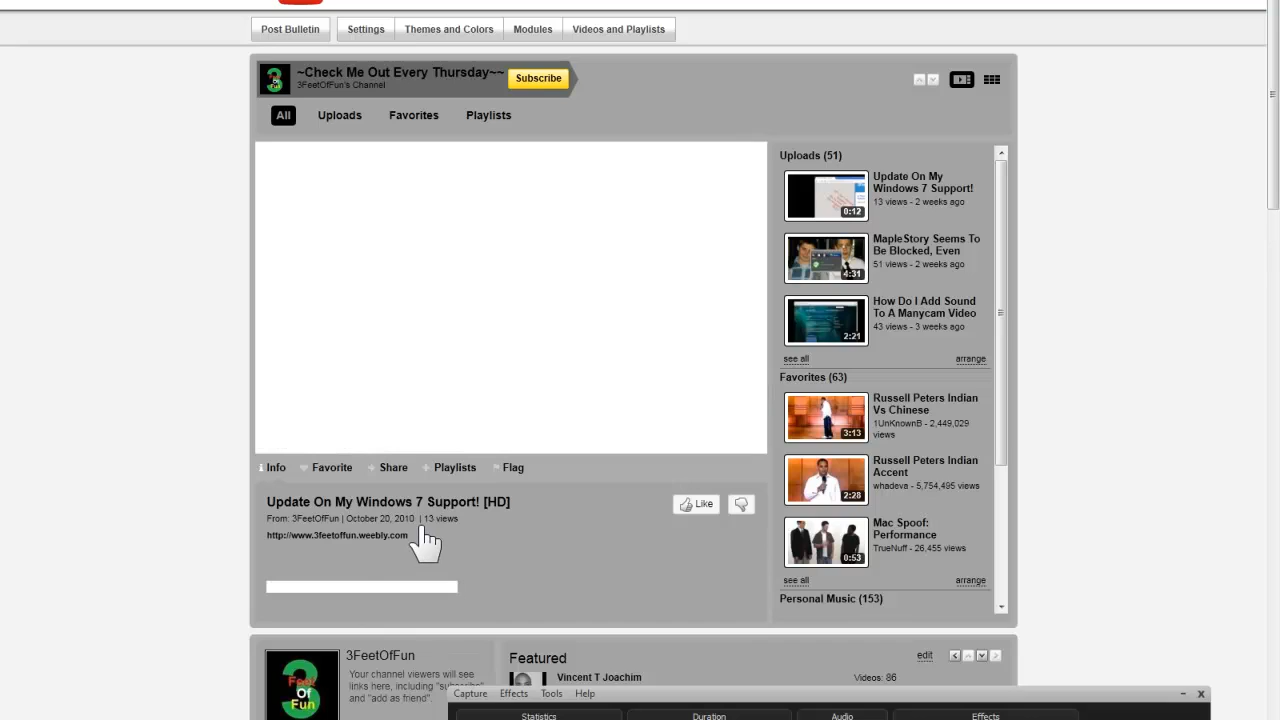 Post Bulletin Settings Themes and Colors Modules Videos and Playlists
~Check Me Out Every Thursday~~
3FeetOfFun's Channel
Subscribe
All Uploads Favorites Playlists
Uploads (51)
Update On My
Windows 7 Support!
13 views - 2 weeks ago
0:12
MapleStory Seems To
Be Blocked, Even
51 views - 2 weeks ago
4:31
How Do I Add Sound
To A Manycam Video
43 views - 3 weeks ago
2:21
see all arrange
Favorites (63)
Russell Peters Indian
Vs Chinese
1UnKnownB - 2,449,029
views
3:13
Russell Peters Indian
Accent
whadeva - 5,754,495 views
2:28
Mac Spoof:
Performance
TrueNuff - 26,455 views
0:53
see all arrange
Personal Music (153)
Info Favorite Share Playlists Flag
Update On My Windows 7 Support! [HD]
From: 3FeetOfFun | October 20, 2010 | 13 views
http://www.3feetoffun.weebly.com
Like
3FeetOfFun
Your channel viewers will see
links here, including "subscribe"
and "add as friend".
3
Feet
Of
Fun
Featured
edit
Vincent T Joachim
Videos: 86
Capture Effects Tools Help
Statistics Duration Audio Effects